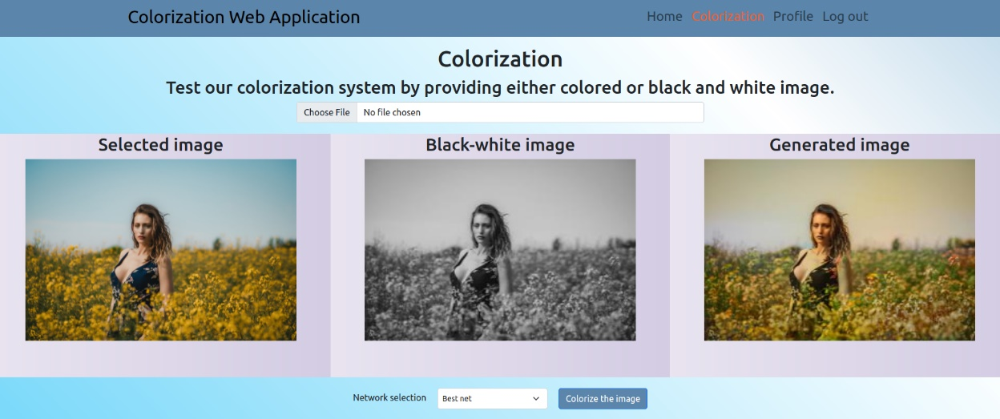 Colorization Web Application
Home Colorization Profile Log out
Colorization
Test our colorization system by providing either colored or black and white image.
Choose File No file chosen
Selected image
Black-white image
Generated image
Network selection Best net Colorize the image